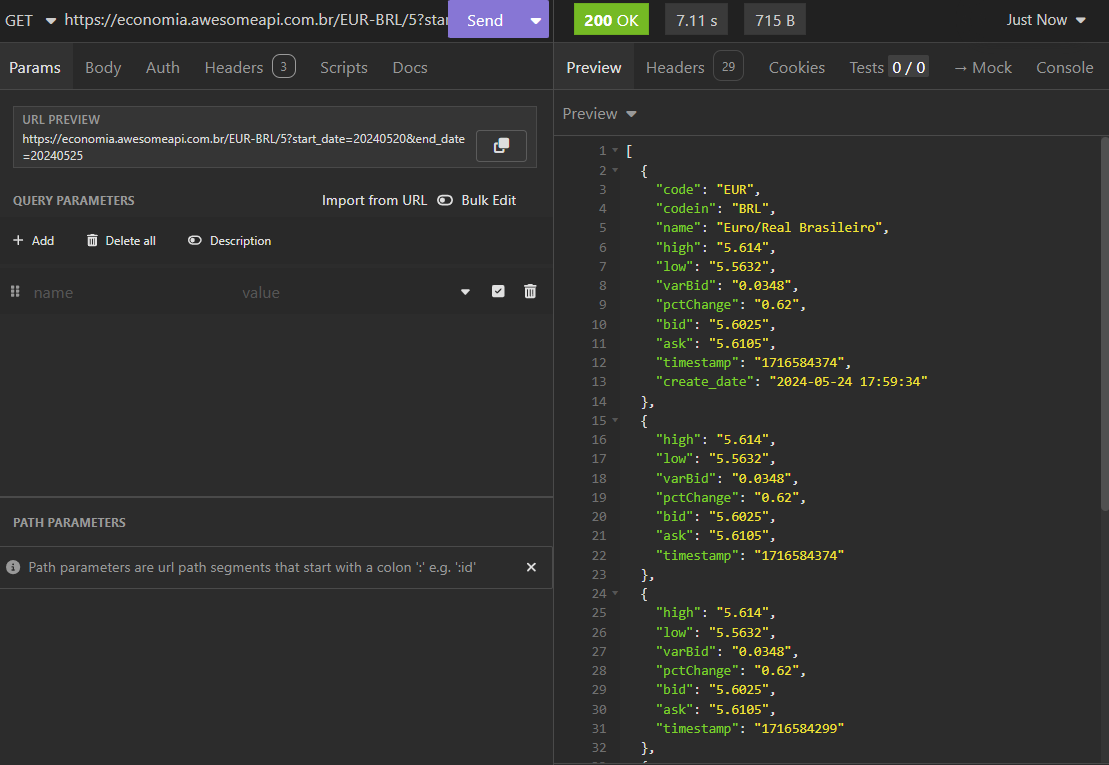 GET https://economia.awesomeapi.com.br/EUR-BRL/5?star Send
200 OK 7.11 s 715 B Just Now
Params Body Auth Headers 3 Scripts Docs
Preview Headers 29 Cookies Tests 0 / 0 → Mock Console
URL PREVIEW
https://economia.awesomeapi.com.br/EUR-BRL/5?start_date=20240520&end_date
=20240525
QUERY PARAMETERS Import from URL Bulk Edit
+ Add Delete all Description
name value
PATH PARAMETERS
Path parameters are url path segments that start with a colon ':' e.g. ':id'
Preview
1 [
2 {
3 "code": "EUR",
4 "codein": "BRL",
5 "name": "Euro/Real Brasileiro",
6 "high": "5.614",
7 "low": "5.5632",
8 "varBid": "0.0348",
9 "pctChange": "0.62",
10 "bid": "5.6025",
11 "ask": "5.6105",
12 "timestamp": "1716584374",
13 "create_date": "2024-05-24 17:59:34"
14 },
15 {
16 "high": "5.614",
17 "low": "5.5632",
18 "varBid": "0.0348",
19 "pctChange": "0.62",
20 "bid": "5.6025",
21 "ask": "5.6105",
22 "timestamp": "1716584374"
23 },
24 {
25 "high": "5.614",
26 "low": "5.5632",
27 "varBid": "0.0348",
28 "pctChange": "0.62",
29 "bid": "5.6025",
30 "ask": "5.6105",
31 "timestamp": "1716584299"
32 },